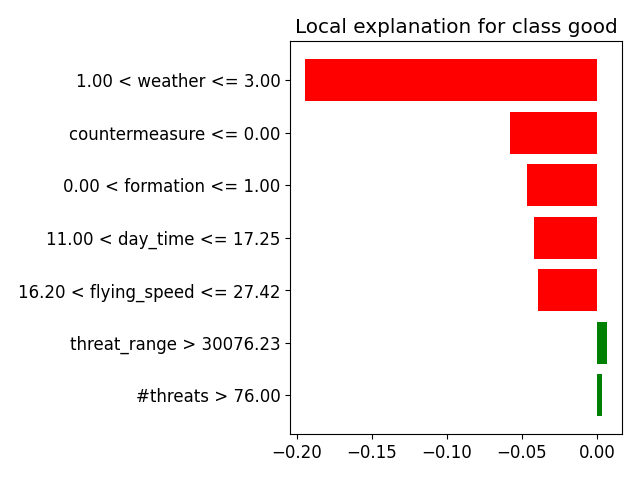 Local explanation for class good
1.00 < weather <= 3.00
countermeasure <= 0.00
0.00 < formation <= 1.00
11.00 < day_time <= 17.25
16.20 < flying_speed <= 27.42
threat_range > 30076.23
#threats > 76.00
−0.20 −0.15 −0.10 −0.05 0.00